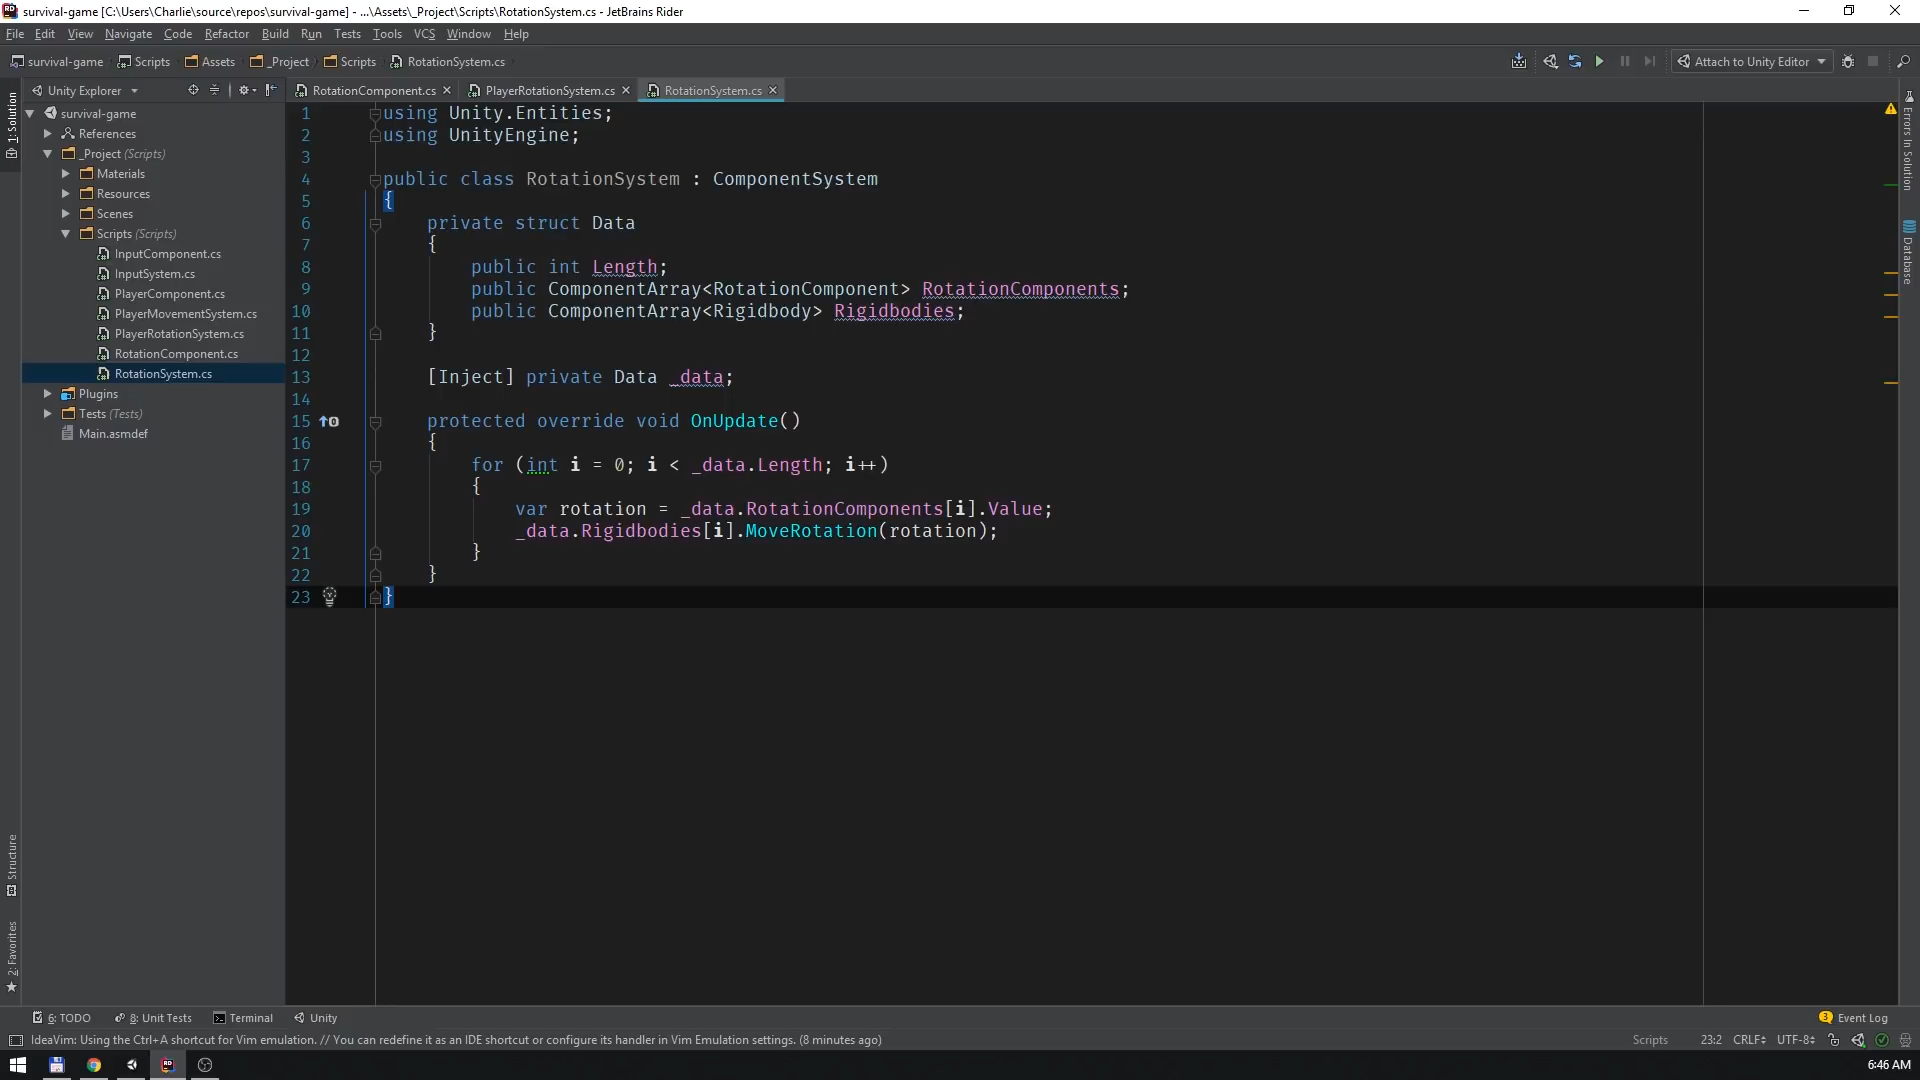 survival-game [C:\Users\Charlie\source\repos\survival-game] - ...\Assets\_Project\Scripts\RotationSystem.cs - JetBrains Rider
File Edit View Navigate Code Refactor Build Run Tests Tools VCS Window Help
survival-game Scripts Assets _Project Scripts RotationSystem.cs Attach to Unity Editor
Unity Explorer
RotationComponent.cs PlayerRotationSystem.cs RotationSystem.cs
1: Solution
survival-game
References
_Project (Scripts)
Materials
Resources
Scenes
Scripts (Scripts)
InputComponent.cs
InputSystem.cs
PlayerComponent.cs
PlayerMovementSystem.cs
PlayerRotationSystem.cs
RotationComponent.cs
RotationSystem.cs
Plugins
Tests (Tests)
Main.asmdef
Structure
2: Favorites
1 using Unity.Entities;
2 using UnityEngine;
3
4 public class RotationSystem : ComponentSystem
5 {
6 private struct Data
7 {
8 public int Length;
9 public ComponentArray<RotationComponent> RotationComponents;
10 public ComponentArray<Rigidbody> Rigidbodies;
11 }
12
13 [Inject] private Data _data;
14
15 protected override void OnUpdate()
16 {
17 for (int i = 0; i < _data.Length; i++)
18 {
19 var rotation = _data.RotationComponents[i].Value;
20 _data.Rigidbodies[i].MoveRotation(rotation);
21 }
22 }
23 }
Errors In Solution
Database
6: TODO 8: Unit Tests Terminal Unity 3 Event Log
IdeaVim: Using the Ctrl+A shortcut for Vim emulation. // You can redefine it as an IDE shortcut or configure its handler in Vim Emulation settings. (8 minutes ago) Scripts 23:2 CRLF UTF-8
6:46 AM